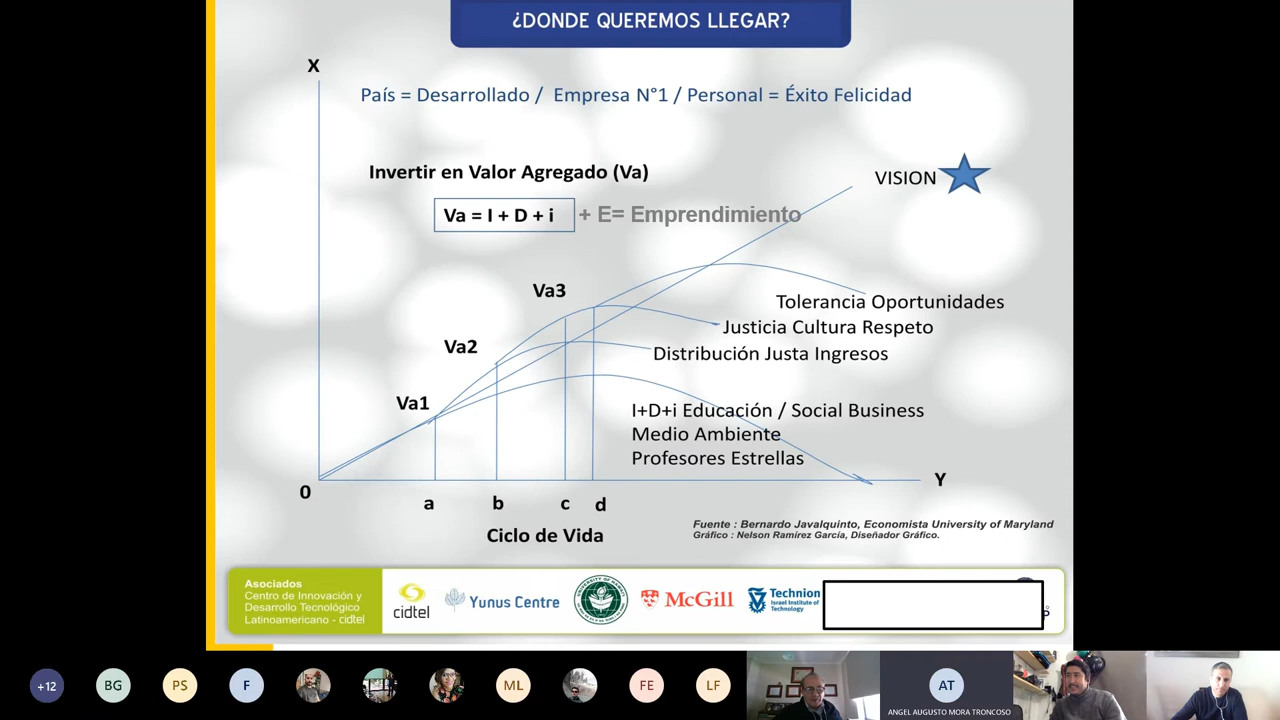 ¿DONDE QUEREMOS LLEGAR?
X
País = Desarrollado / Empresa N°1 / Personal = Éxito Felicidad
Invertir en Valor Agregado (Va)
VISION
Va = I + D + i + E= Emprendimiento
Va3
Tolerancia Oportunidades
Justicia Cultura Respeto
Va2
Distribución Justa Ingresos
Va1
I+D+i Educación / Social Business
Medio Ambiente
Profesores Estrellas
0
Y
a b c d
Ciclo de Vida
Fuente : Bernardo Javalquinto, Economista University of Maryland
Gráfico : Nelson Ramírez García, Diseñador Gráfico.
Asociados
Centro de Innovación y
Desarrollo Tecnológico
Latinoamericano - cidtel
cidtel
Yunus Centre
McGill
Technion
Israel Institute of
Technology
+12 BG PS F ML FE LF AT
ANGEL AUGUSTO MORA TRONCOSO